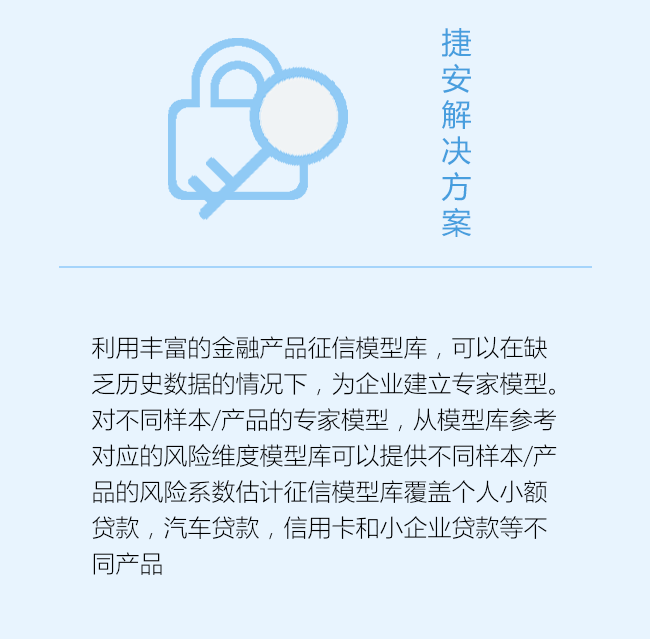 捷安解决方案
利用丰富的金融产品征信模型库，可以在缺
乏历史数据的情况下，为企业建立专家模型。
对不同样本/产品的专家模型，从模型库参考
对应的风险维度模型库可以提供不同样本/产
品的风险系数估计征信模型库覆盖个人小额
贷款，汽车贷款，信用卡和小企业贷款等不
同产品